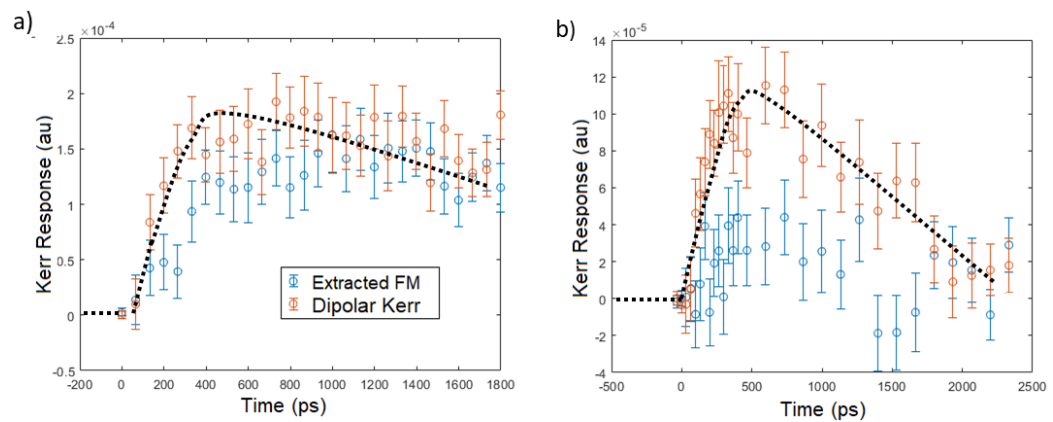 a)
×10⁻⁴
2.5
2
1.5
1
0.5
0
-0.5
Kerr Response (au)
-200 0 200 400 600 800 1000 1200 1400 1600 1800
Time (ps)
Extracted FM
Dipolar Kerr
b)
×10⁻⁵
14
12
10
8
6
4
2
0
-2
-4
Kerr Response (au)
-500 0 500 1000 1500 2000 2500
Time (ps)